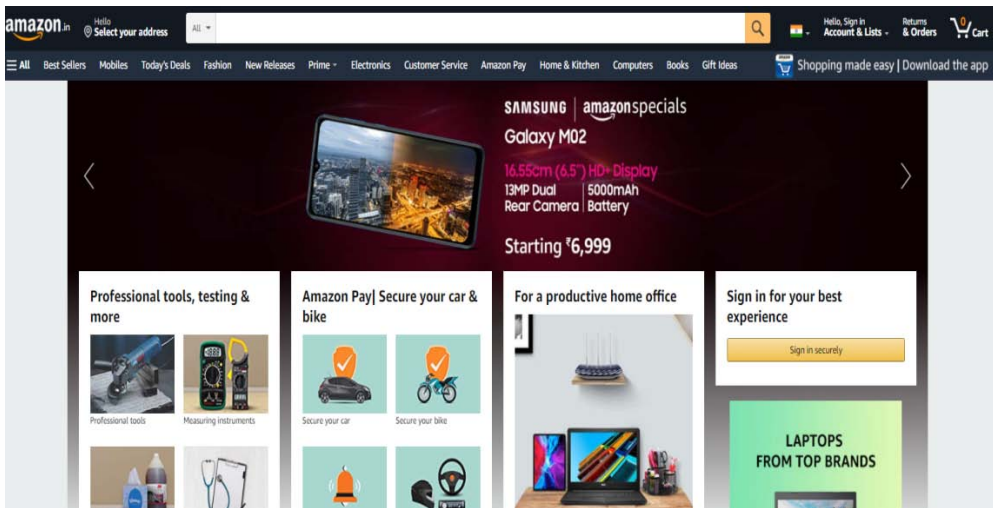 amazon.in
Hello
Select your address
All
Hello, Sign in
Account & Lists
Returns
& Orders
0
Cart
All
Best Sellers
Mobiles
Today's Deals
Fashion
New Releases
Prime
Electronics
Customer Service
Amazon Pay
Home & Kitchen
Computers
Books
Gift Ideas
Shopping made easy | Download the app
SAMSUNG | amazonspecials
Galaxy M02
16.55cm (6.5") HD+ Display
13MP Dual
Rear Camera
5000mAh
Battery
Starting ₹6,999
Professional tools, testing &
more
Professional tools
Measuring instruments
Amazon Pay| Secure your car &
bike
Secure your car
Secure your bike
For a productive home office
Sign in for your best
experience
Sign in securely
LAPTOPS
FROM TOP BRANDS